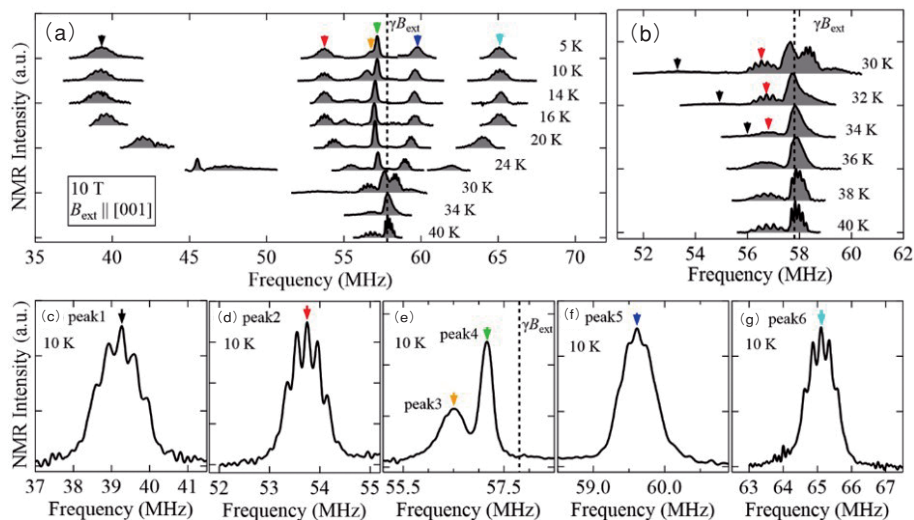 (a)
γBext
5 K
10 K
14 K
16 K
20 K
24 K
30 K
34 K
40 K
10 T
Bext || [001]
NMR Intensity (a.u.)
35 40 45 50 55 60 65 70
Frequency (MHz)
(b)
γBext
30 K
32 K
34 K
36 K
38 K
40 K
52 54 56 58 60 62
Frequency (MHz)
NMR Intensity (a.u.)
(c) peak1
10 K
37 38 39 40 41
Frequency (MHz)
(d) peak2
10 K
52 53 54 55
Frequency (MHz)
(e)
10 K
peak4
γBext
peak3
55.5 57.5
Frequency (MHz)
(f) peak5
10 K
59.0 60.0
Frequency (MHz)
(g) peak6
10 K
63 64 65 66 67
Frequency (MHz)